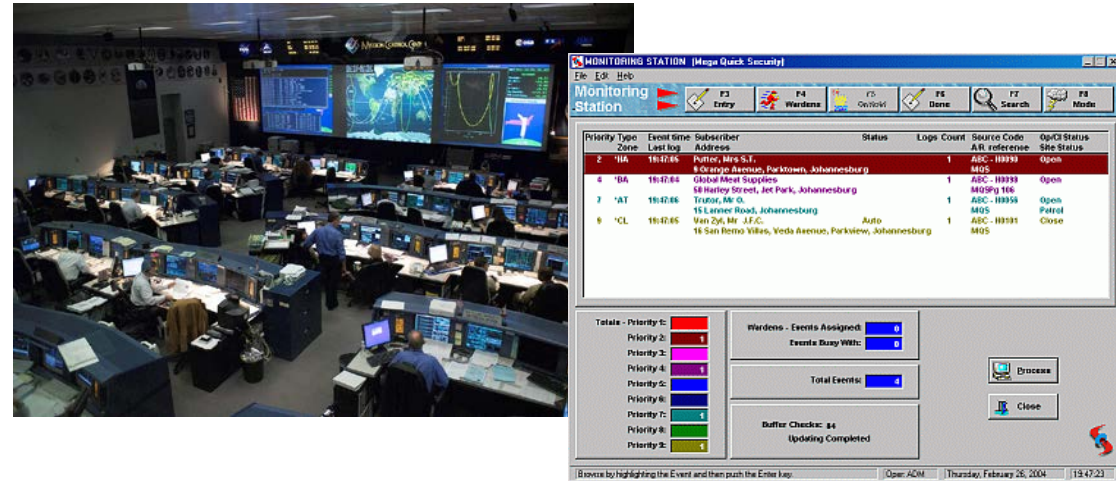 MISSION CONTROL CENTER
esa
MONITORING STATION (Mega Quick Security)
File Edit Help
Monitoring Station
F3 Entry
F4 Wardens
F5 OnHold
F6 Done
F7 Search
F8 Mode
Priority Type Event time Subscriber Status Logs Count Source Code Op/Cl Status
Zone Last log Address A.R. reference Site Status
2 *HA 19:47:05 Putter, Mrs S.T. 1 ABC - H0090 Open
9 Orange Avenue, Parktown, Johannesburg MQS
4 *BA 19:47:04 Global Meat Supplies 1 ABC - H0093 Open
58 Harley Street, Jet Park, Johannesburg MQSPg 106
7 *AT 19:47:06 Trutor, Mr O. 1 ABC - H0056 Open
15 Lanner Road, Johannesburg MQS Patrol
9 *CL 19:47:05 Van Zyl, Mr J.F.C. Auto 1 ABC - H0101 Close
16 San Remo Villas, Veda Avenue, Parkview, Johannesburg MQS
Totals - Priority 1:
Priority 2: 1
Priority 3:
Priority 4: 1
Priority 5:
Priority 6:
Priority 7: 1
Priority 8:
Priority 9: 1
Wardens - Events Assigned: 0
Events Busy With: 0
Total Events: 4
Buffer Checks: 84
Updating Completed
Process
Close
Browse by highlighting the Event and then push the Enter key.
Oper: ADM
Thursday, February 26, 2004
19:47:23